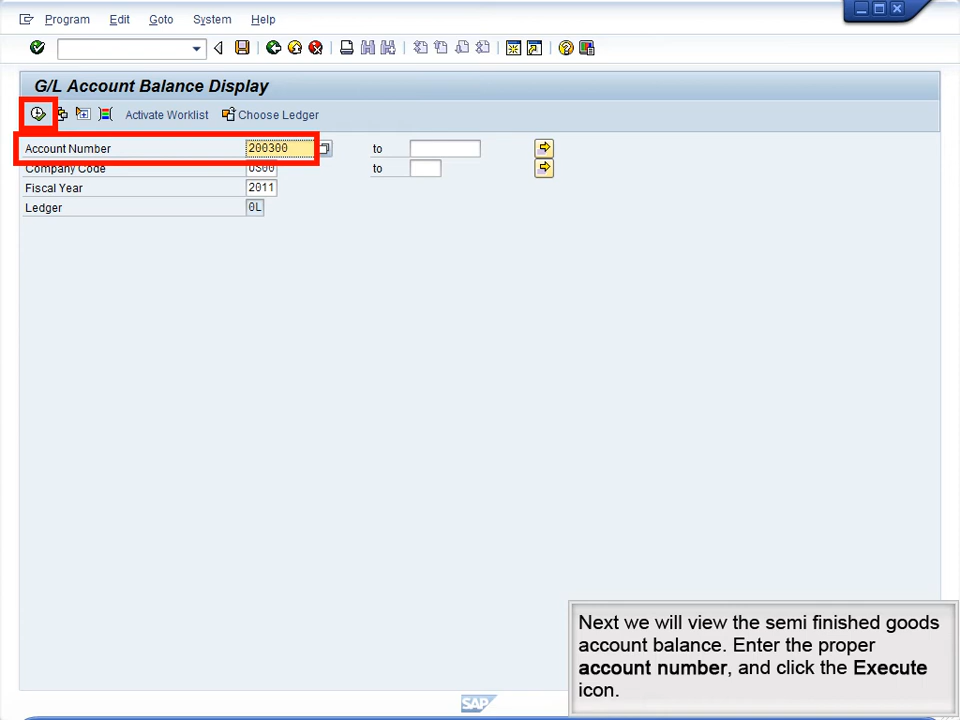 Program Edit Goto System Help
G/L Account Balance Display
Activate Worklist Choose Ledger
Account Number 200300 to
Company Code US00 to
Fiscal Year 2011
Ledger 0L
Next we will view the semi finished goods
account balance. Enter the proper
account number, and click the Execute
icon.
SAP